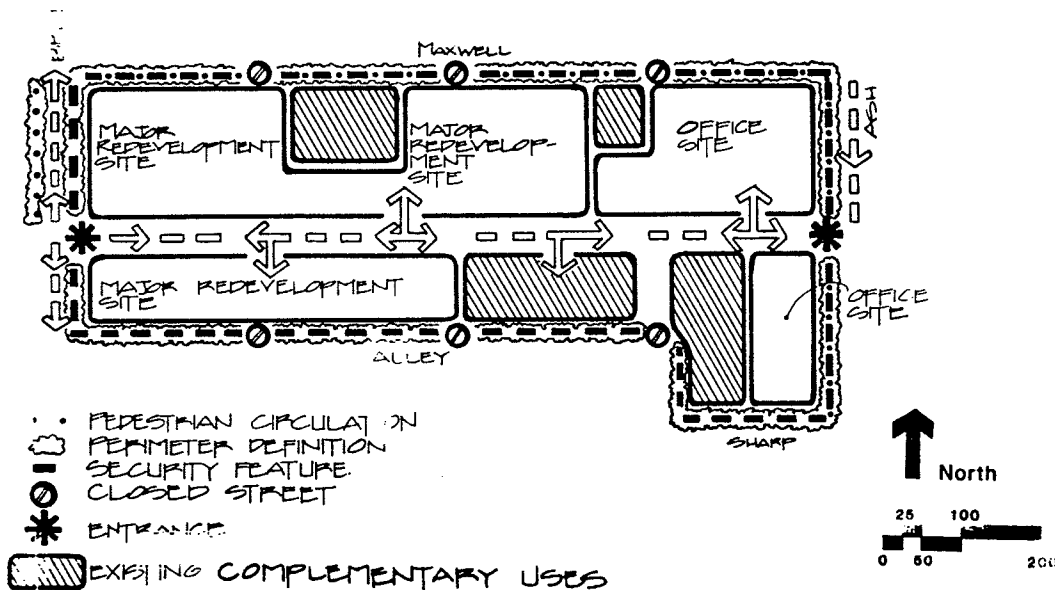 MAXWELL
ASH
MAJOR
REDEVELOPMENT
SITE
MAJOR
REDEVELOP-
MENT
SITE
OFFICE
SITE
MAJOR REDEVELOPMENT
SITE
OFFICE
SITE
ALLEY
SHARP
PEDESTRIAN CIRCULATION
PERIMETER DEFINITION
SECURITY FEATURE
CLOSED STREET
ENTRANCE
EXISTING COMPLEMENTARY USES
North
25 100
0 50 200